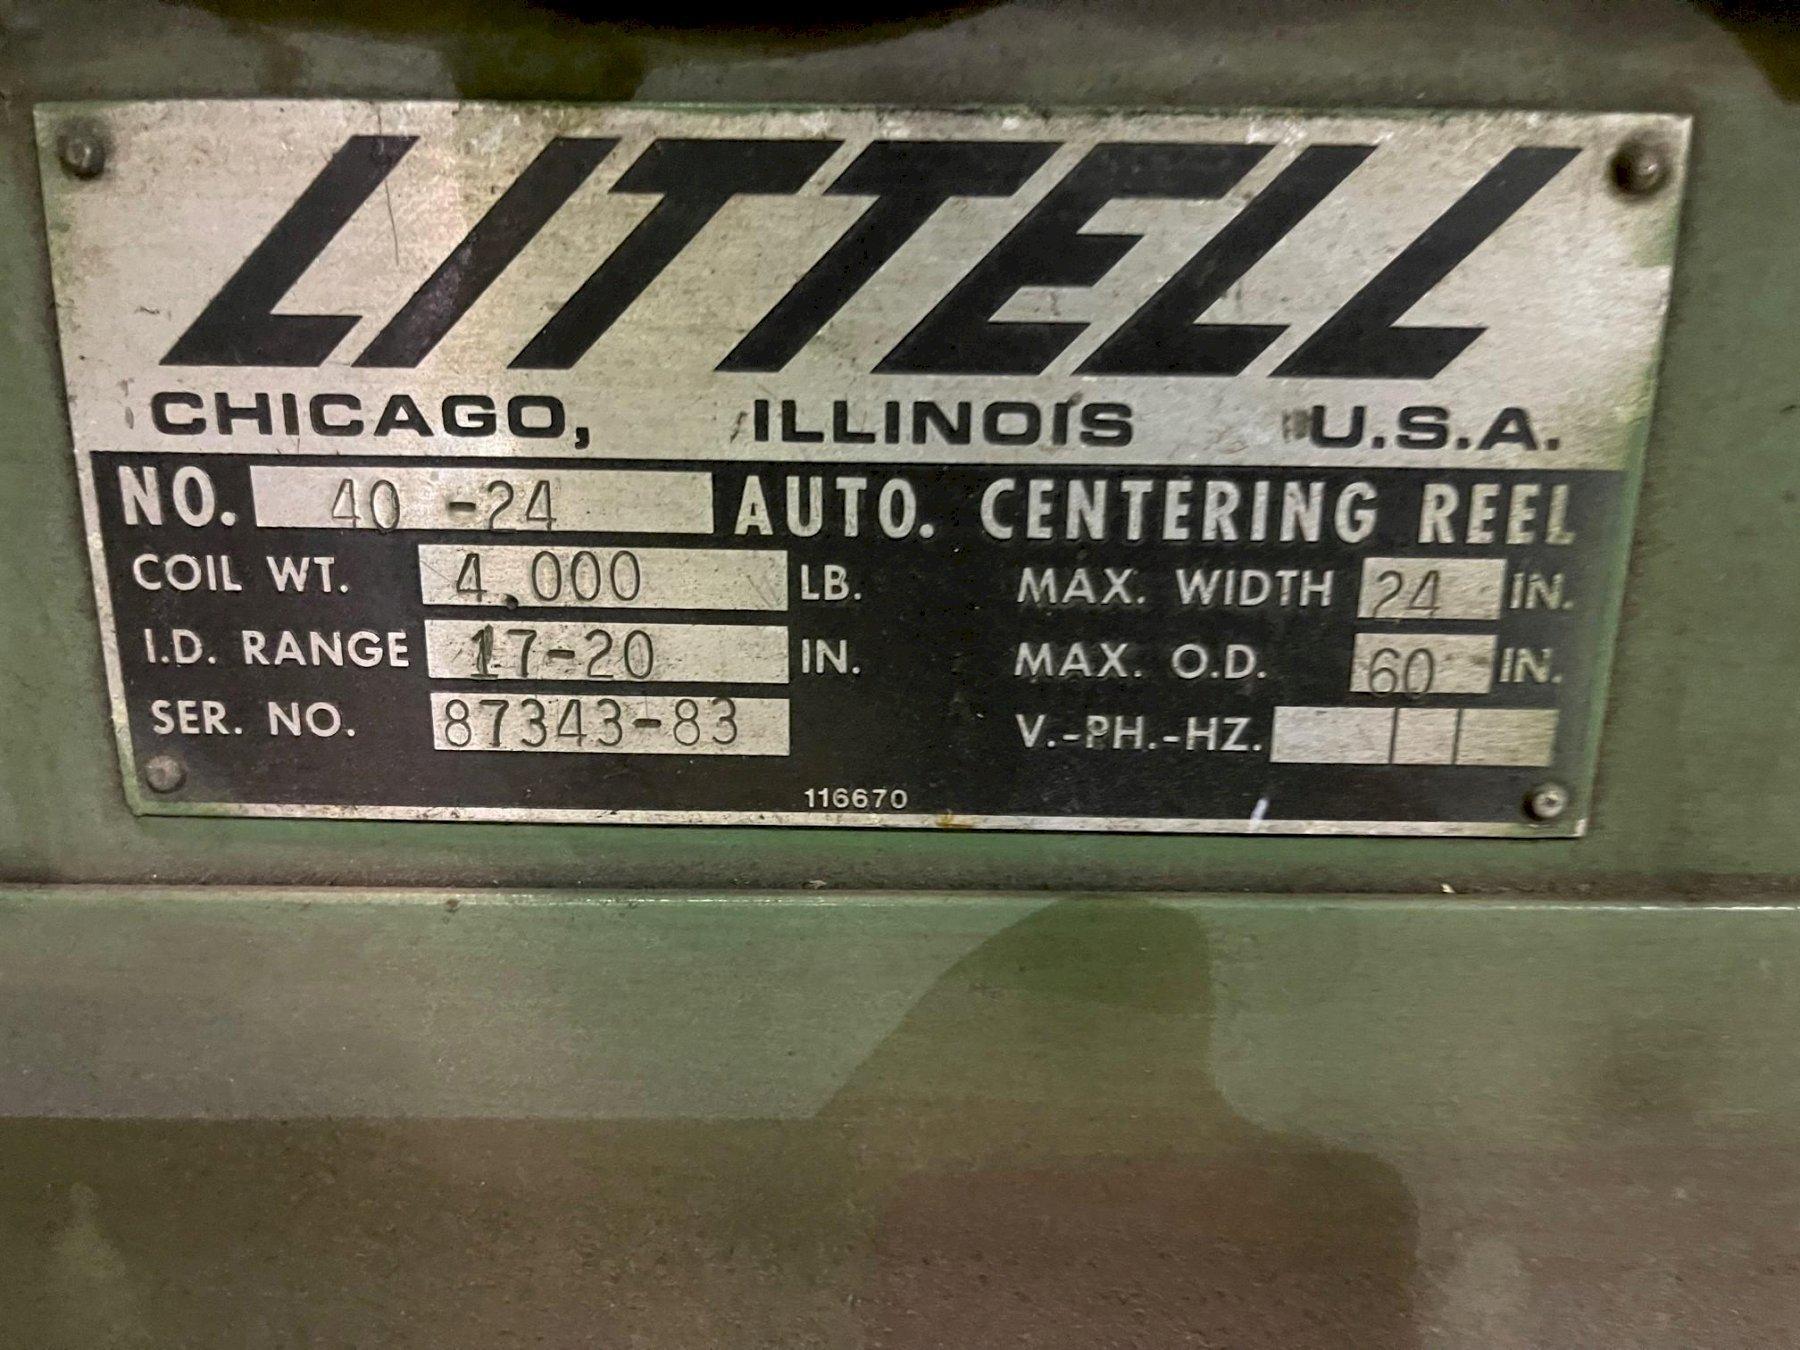 LITTELL
CHICAGO, ILLINOIS U.S.A.
NO. 40-24 AUTO. CENTERING REEL
COIL WT. 4,000 LB. MAX. WIDTH 24 IN.
I.D. RANGE 17-20 IN. MAX. O.D. 60 IN.
SER. NO. 87343-83 V.-PH.-HZ.
116670